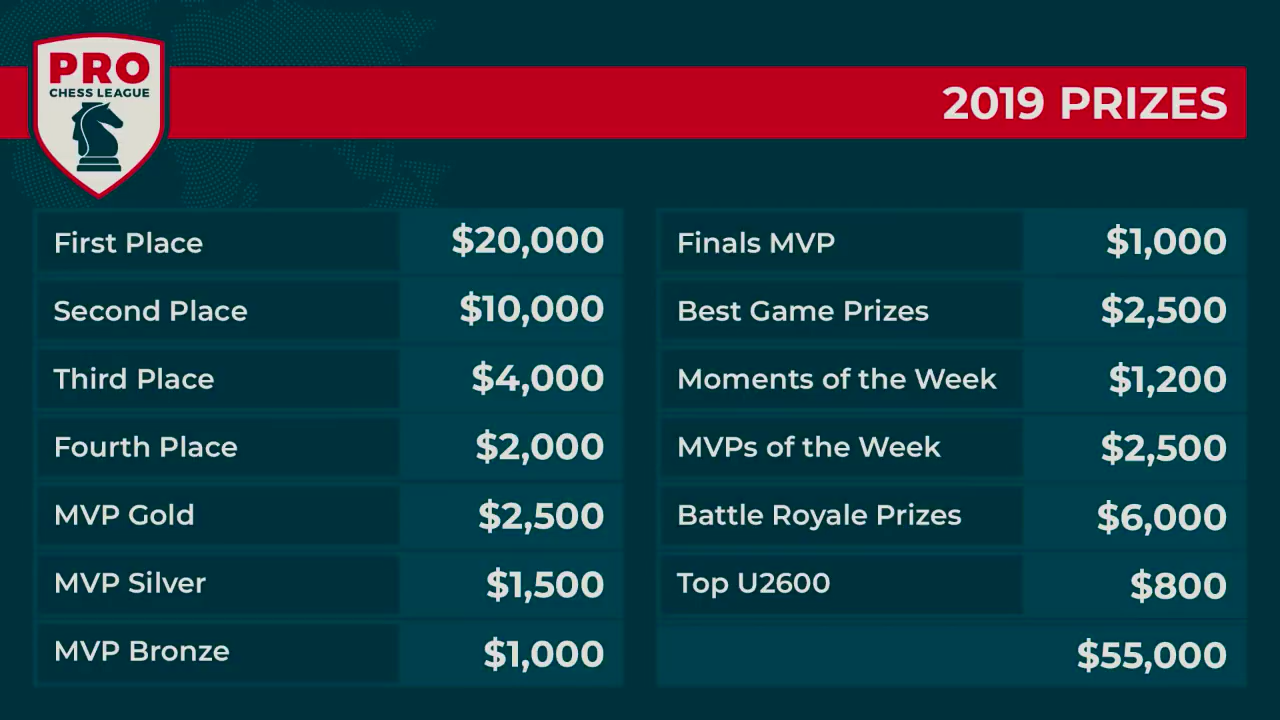 PRO
CHESS LEAGUE
2019 PRIZES
First Place $20,000
Second Place $10,000
Third Place $4,000
Fourth Place $2,000
MVP Gold $2,500
MVP Silver $1,500
MVP Bronze $1,000
Finals MVP $1,000
Best Game Prizes $2,500
Moments of the Week $1,200
MVPs of the Week $2,500
Battle Royale Prizes $6,000
Top U2600 $800
$55,000